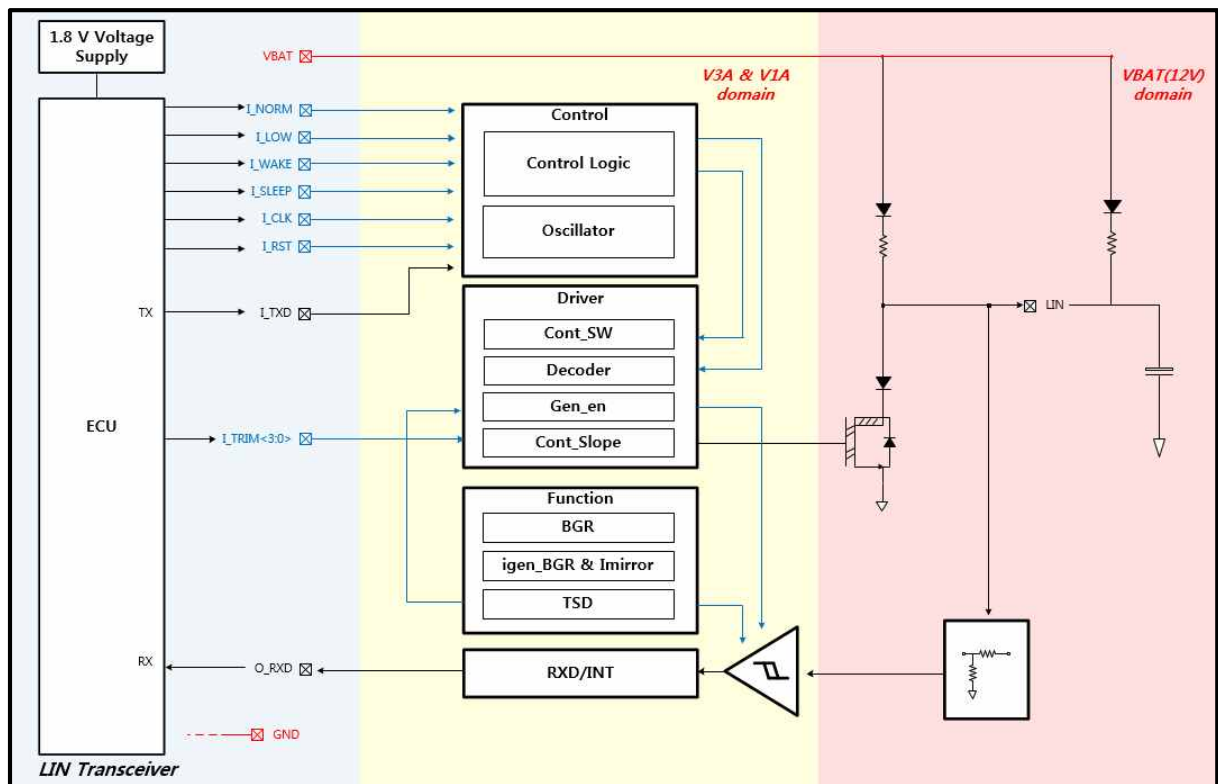 1.8 V Voltage
Supply
VBAT
V3A & V1A
domain
VBAT(12V)
domain
I_NORM
I_LOW
I_WAKE
I_SLEEP
I_CLK
I_RST
Control
Control Logic
Oscillator
TX
I_TXD
LIN
Driver
Cont_SW
Decoder
Gen_en
Cont_Slope
ECU
I_TRIM<3:0>
Function
BGR
igen_BGR & Imirror
TSD
RX
O_RXD
RXD/INT
GND
LIN Transceiver